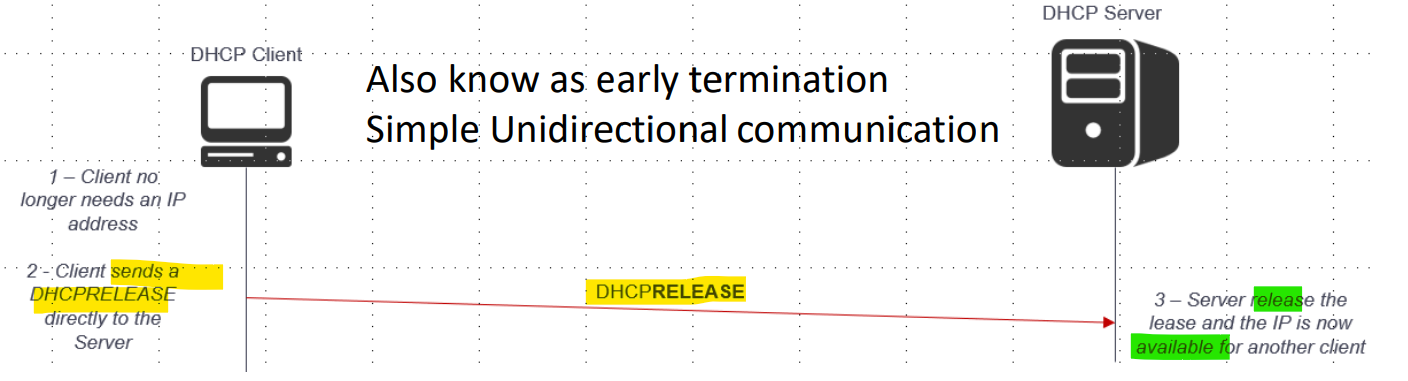 DHCP Server
DHCP Client
Also know as early termination
Simple Unidirectional communication
1 – Client no
longer needs an IP
address
2 - Client sends a
DHCPRELEASE
directly to the
Server
DHCPRELEASE
3 – Server release the
lease and the IP is now
available for another client